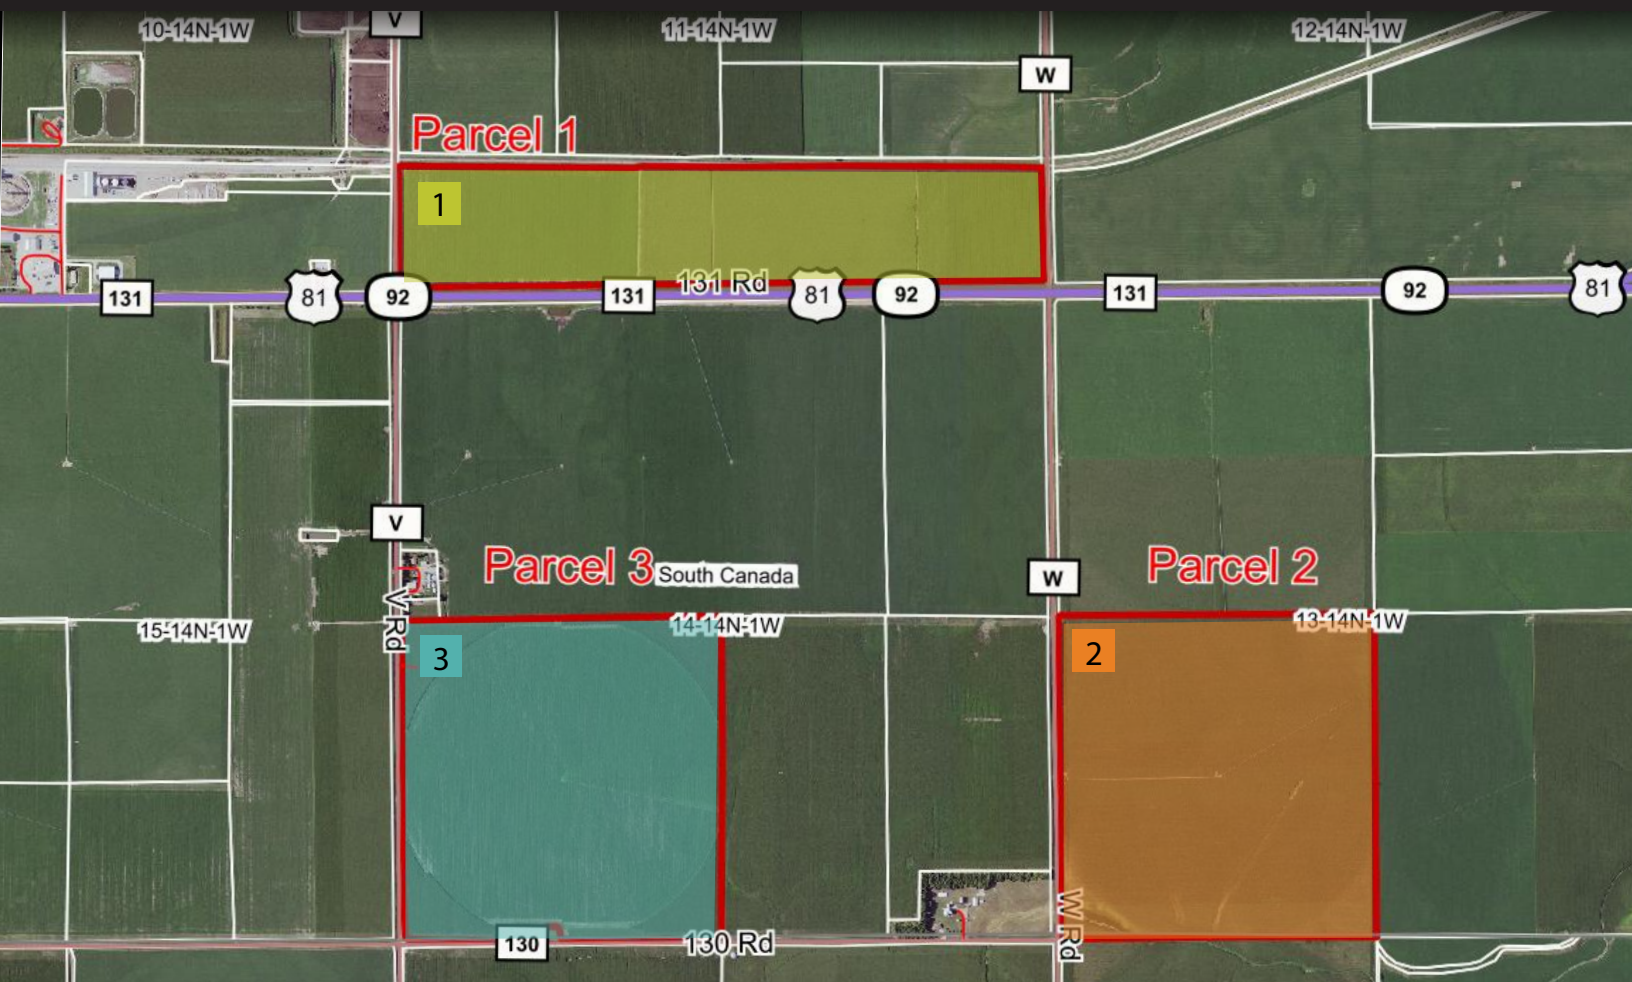 10-14N-1W
V
11-14N-1W
12-14N-1W
W
Parcel 1
1
131
81
92
131
131 Rd
81
92
131
92
81
V
Parcel 3
South Canada
W
Parcel 2
15-14N-1W
V Rd
3
14-14N-1W
2
13-14N-1W
130
130 Rd
W Rd